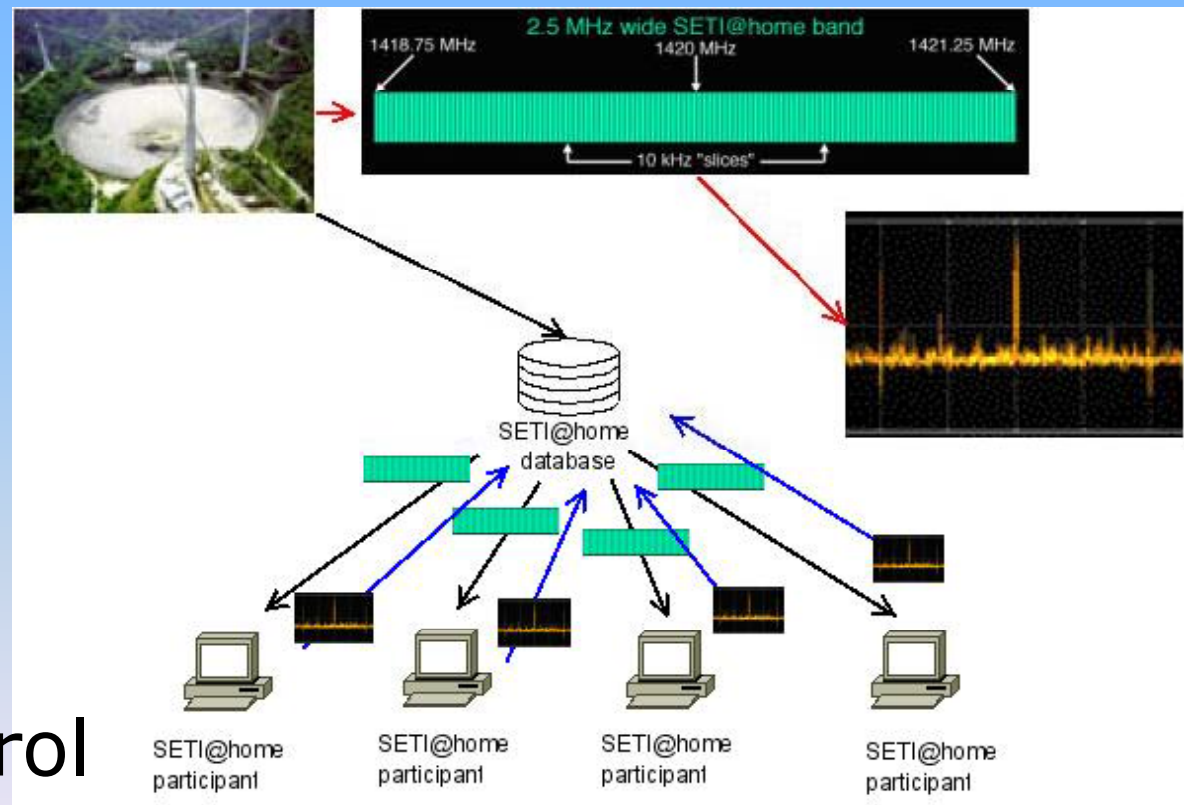 2.5 MHz wide SETI@home band
1418.75 MHz
1420 MHz
1421.25 MHz
10 kHz "slices"
SETI@home
database
rol
SETI@home
participant
SETI@home
participant
SETI@home
participant
SETI@home
participant